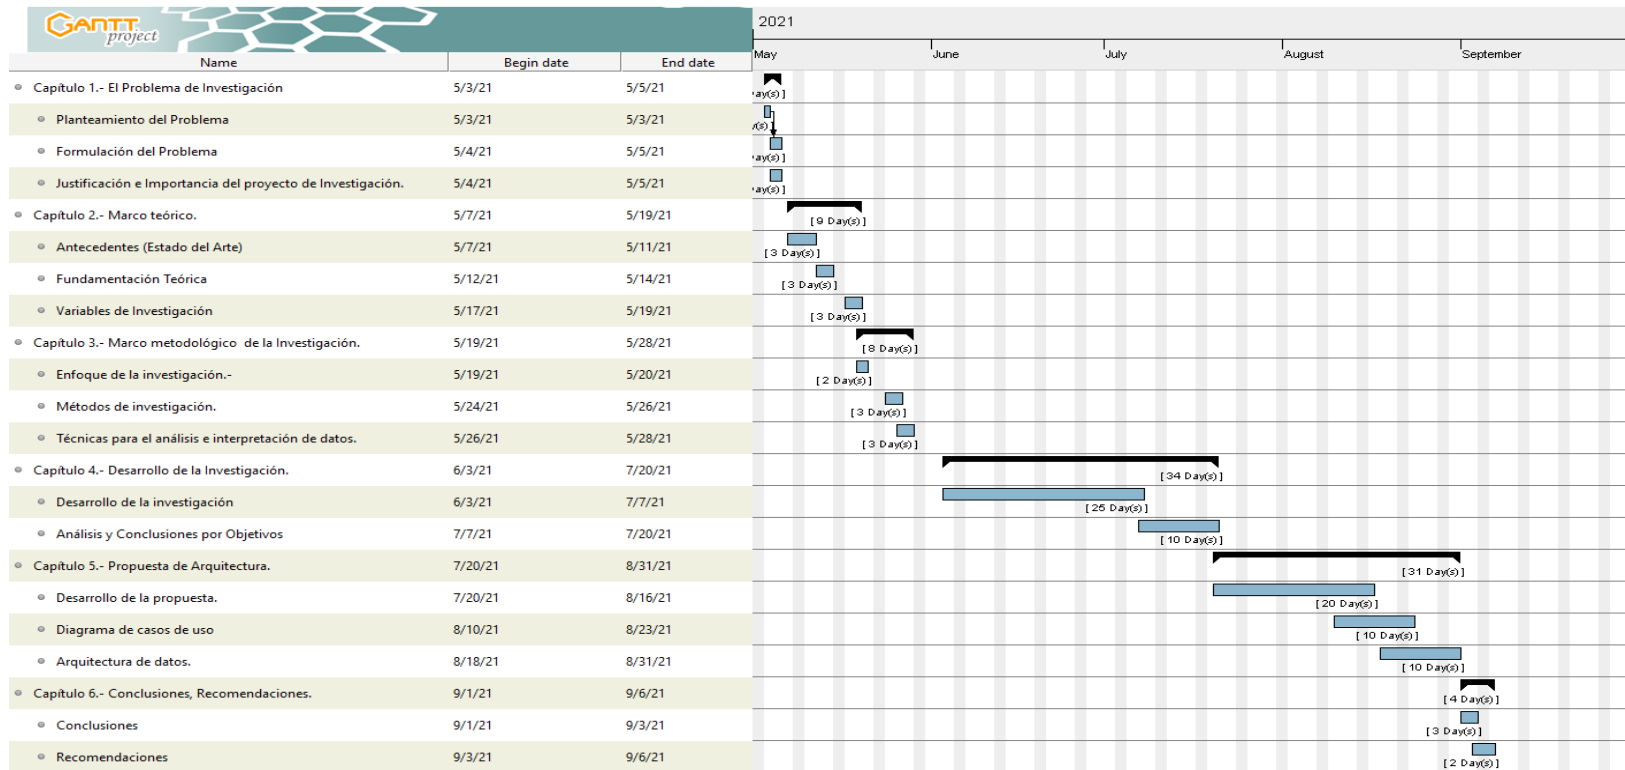 GANTT
project
2021
May June July August September
Name Begin date End date
Capítulo 1.- El Problema de Investigación 5/3/21 5/5/21
ay(s) ]
Planteamiento del Problema 5/3/21 5/3/21
y(s) ]
Formulación del Problema 5/4/21 5/5/21
ay(s) ]
Justificación e Importancia del proyecto de Investigación. 5/4/21 5/5/21
ay(s) ]
Capítulo 2.- Marco teórico. 5/7/21 5/19/21
[ 9 Day(s) ]
Antecedentes (Estado del Arte) 5/7/21 5/11/21
[ 3 Day(s) ]
Fundamentación Teórica 5/12/21 5/14/21
[ 3 Day(s) ]
Variables de Investigación 5/17/21 5/19/21
[ 3 Day(s) ]
Capítulo 3.- Marco metodológico de la Investigación. 5/19/21 5/28/21
[ 8 Day(s) ]
Enfoque de la investigación.- 5/19/21 5/20/21
[ 2 Day(s) ]
Métodos de investigación. 5/24/21 5/26/21
[ 3 Day(s) ]
Técnicas para el análisis e interpretación de datos. 5/26/21 5/28/21
[ 3 Day(s) ]
Capítulo 4.- Desarrollo de la Investigación. 6/3/21 7/20/21
[ 34 Day(s) ]
Desarrollo de la investigación 6/3/21 7/7/21
[ 25 Day(s) ]
Análisis y Conclusiones por Objetivos 7/7/21 7/20/21
[ 10 Day(s) ]
Capítulo 5.- Propuesta de Arquitectura. 7/20/21 8/31/21
[ 31 Day(s) ]
Desarrollo de la propuesta. 7/20/21 8/16/21
[ 20 Day(s) ]
Diagrama de casos de uso 8/10/21 8/23/21
[ 10 Day(s) ]
Arquitectura de datos. 8/18/21 8/31/21
[ 10 Day(s) ]
Capítulo 6.- Conclusiones, Recomendaciones. 9/1/21 9/6/21
[ 4 Day(s) ]
Conclusiones 9/1/21 9/3/21
[ 3 Day(s) ]
Recomendaciones 9/3/21 9/6/21
[ 2 Day(s) ]